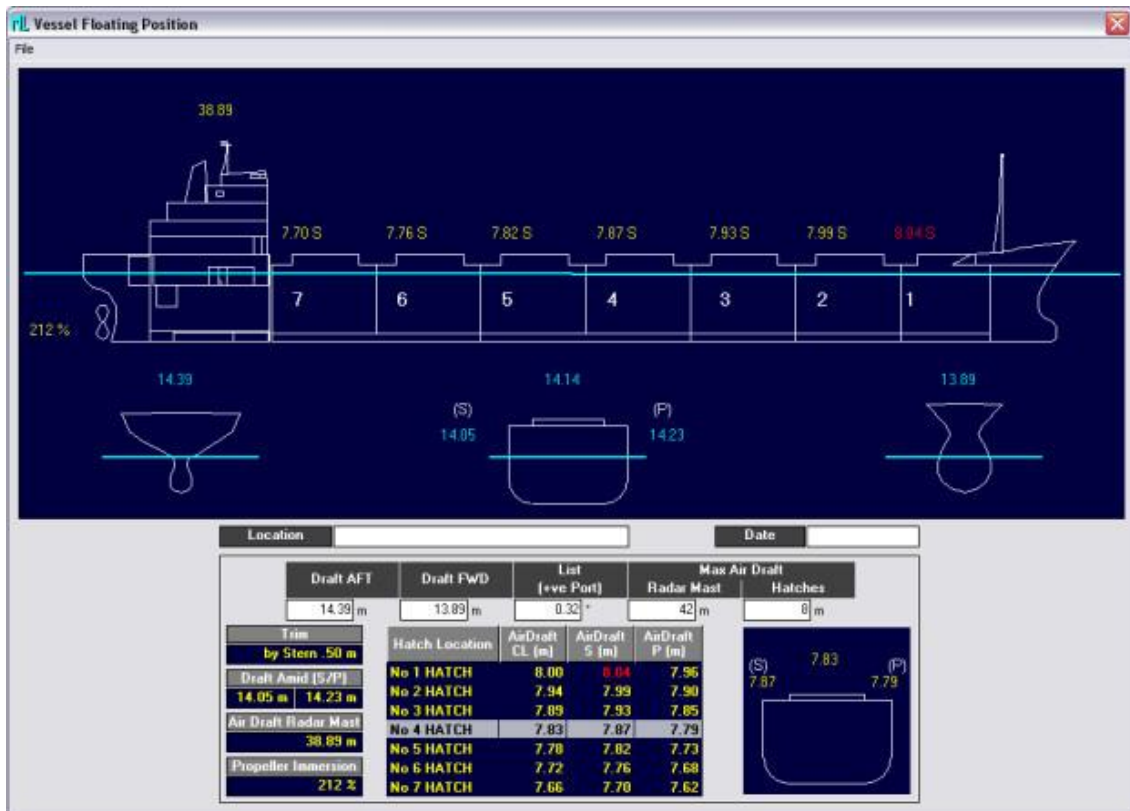 Vessel Floating Position
File
38.89
7.70 S 7.76 S 7.82 S 7.87 S 7.93 S 7.99 S 8.04 S
7 6 5 4 3 2 1
212 %
14.39 14.14 13.89
(S) (P)
14.05 14.23
Location Date
Draft AFT Draft FWD List (+ve Port) Max Air Draft
Radar Mast Hatches
14.39 m 13.89 m 0.32 ° 42 m 8 m
Trim
by Stern .50 m
Draft Amid (S/P)
14.05 m 14.23 m
Air Draft Radar Mast
38.89 m
Propeller Immersion
212 %
Hatch Location AirDraft CL (m) AirDraft S (m) AirDraft P (m)
No 1 HATCH 8.00 8.04 7.96
No 2 HATCH 7.94 7.99 7.90
No 3 HATCH 7.89 7.93 7.85
No 4 HATCH 7.83 7.87 7.79
No 5 HATCH 7.78 7.82 7.73
No 6 HATCH 7.72 7.76 7.68
No 7 HATCH 7.66 7.70 7.62
7.83
(S) (P)
7.87 7.79